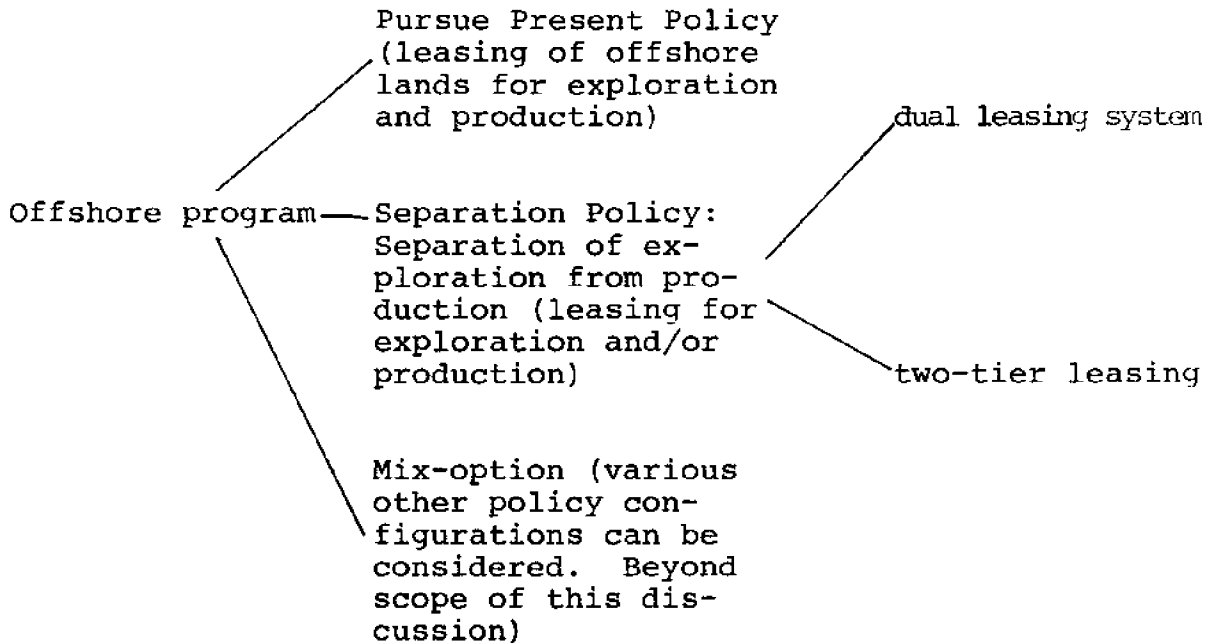 Pursue Present Policy
(leasing of offshore
lands for exploration
and production)
dual leasing system
Offshore program
Separation Policy:
Separation of ex-
ploration from pro-
duction (leasing for
exploration and/or
production)
two-tier leasing
Mix-option (various
other policy con-
figurations can be
considered.  Beyond
scope of this dis-
cussion)